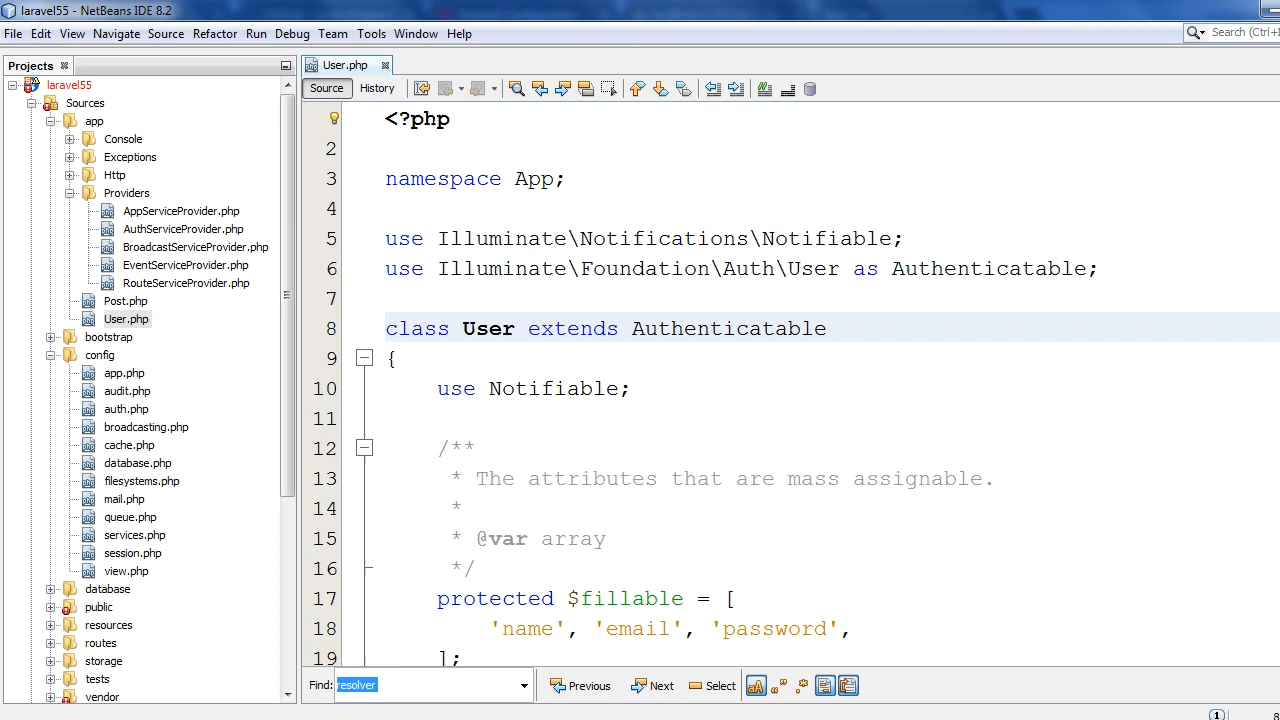 laravel55 - NetBeans IDE 8.2
File Edit View Navigate Source Refactor Run Debug Team Tools Window Help
Search (Ctrl+I
Projects
laravel55
Sources
app
Console
Exceptions
Http
Providers
AppServiceProvider.php
AuthServiceProvider.php
BroadcastServiceProvider.php
EventServiceProvider.php
RouteServiceProvider.php
Post.php
User.php
bootstrap
config
app.php
audit.php
auth.php
broadcasting.php
cache.php
database.php
filesystems.php
mail.php
queue.php
services.php
session.php
view.php
database
public
resources
routes
storage
tests
vendor
User.php
Source History
<?php
2
3 namespace App;
4
5 use Illuminate\Notifications\Notifiable;
6 use Illuminate\Foundation\Auth\User as Authenticatable;
7
8 class User extends Authenticatable
9 {
10 use Notifiable;
11
12 /**
13 * The attributes that are mass assignable.
14 *
15 * @var array
16 */
17 protected $fillable = [
18 'name', 'email', 'password',
19 ];
Find: resolver Previous Next Select
1 8